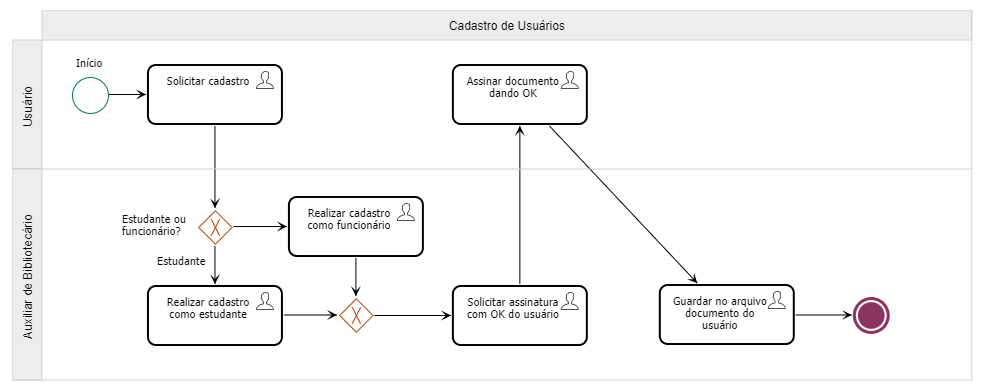 Cadastro de Usuários
Usuário
Início
Solicitar cadastro
Assinar documento
dando OK
Auxiliar de Bibliotecário
Estudante ou
funcionário?
X
Realizar cadastro
como funcionário
Estudante
Realizar cadastro
como estudante
X
Solicitar assinatura
com OK do usuário
Guardar no arquivo
documento do
usuário